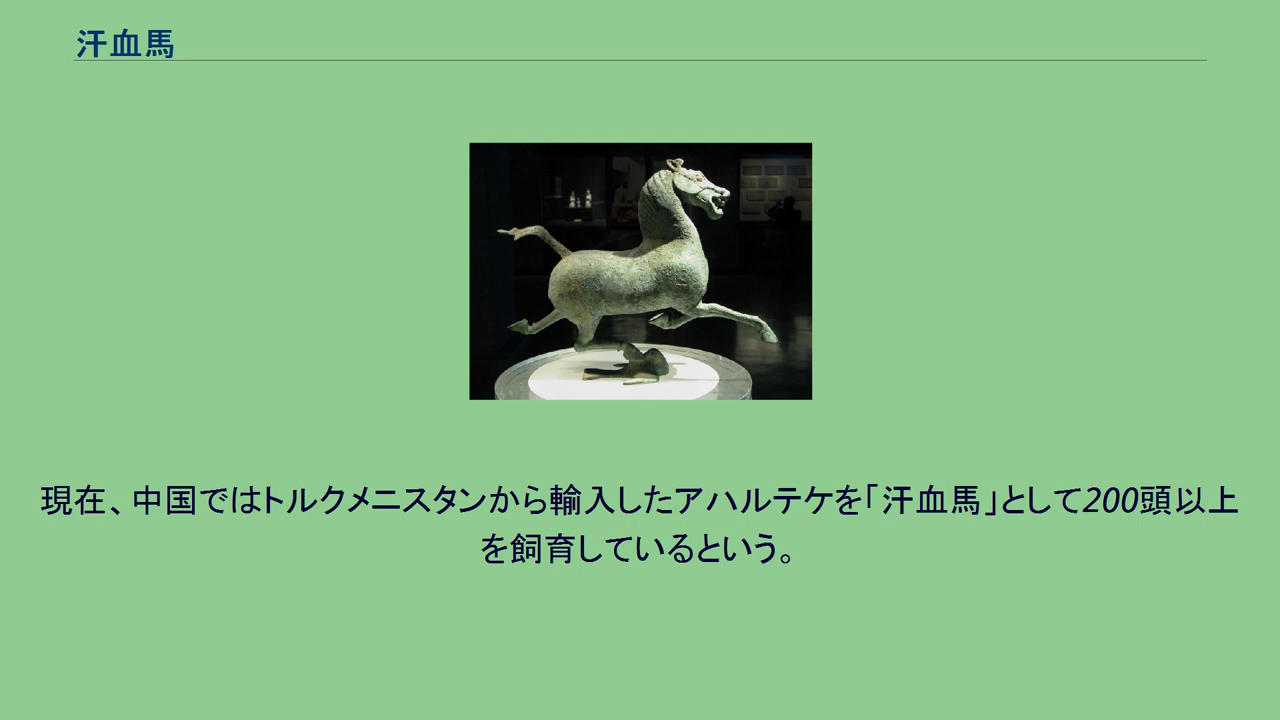 汗血馬
現在、中国ではトルクメニスタンから輸入したアハルテケを「汗血馬」として200頭以上
を飼育しているという。